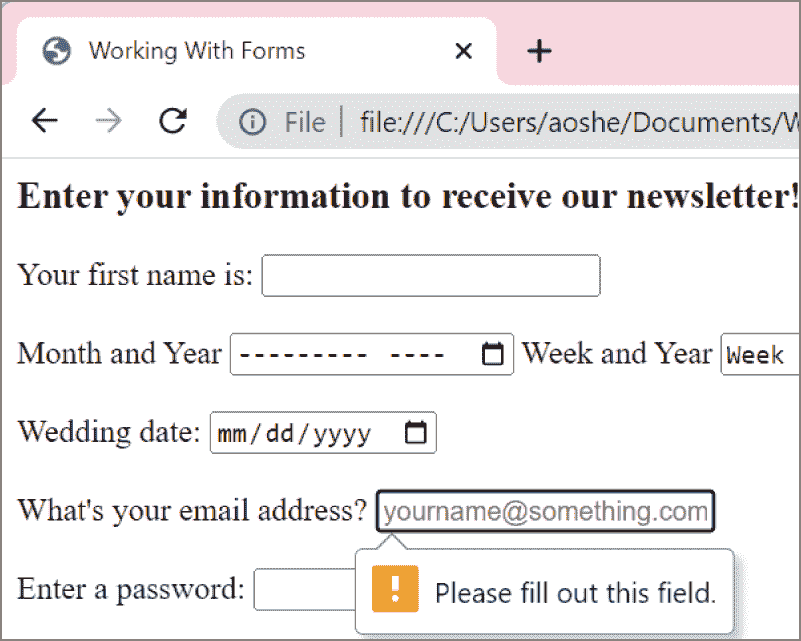 Working With Forms
File | file:///C:/Users/aoshe/Documents/W
Enter your information to receive our newsletter!
Your first name is:
Month and Year --------- ---- Week and Year Week
Wedding date: mm/dd/yyyy
What's your email address? yourname@something.com
Enter a password:
! Please fill out this field.